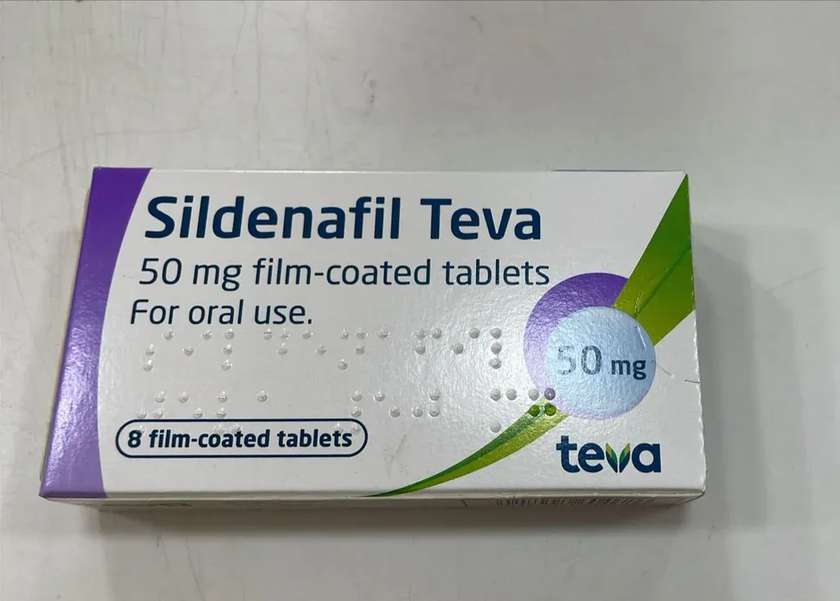 Sildenafil Teva
50 mg film-coated tablets
For oral use.
50 mg
8 film-coated tablets
teva